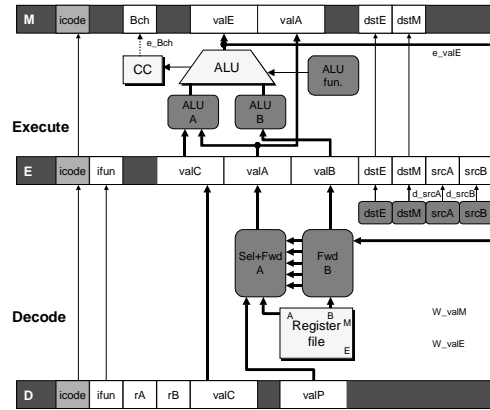 M icode Bch valE valA dstE dstM
e_Bch
e_valE
CC ALU ALU
fun.
ALU
A
ALU
B
Execute
E icode ifun valC valA valB dstE dstM srcA srcB
d_srcA d_srcB
dstE dstM srcA srcB
Sel+Fwd
A
Fwd
B
Decode
A B
M
Register
file
E
W_valM
W_valE
D icode ifun rA rB valC valP